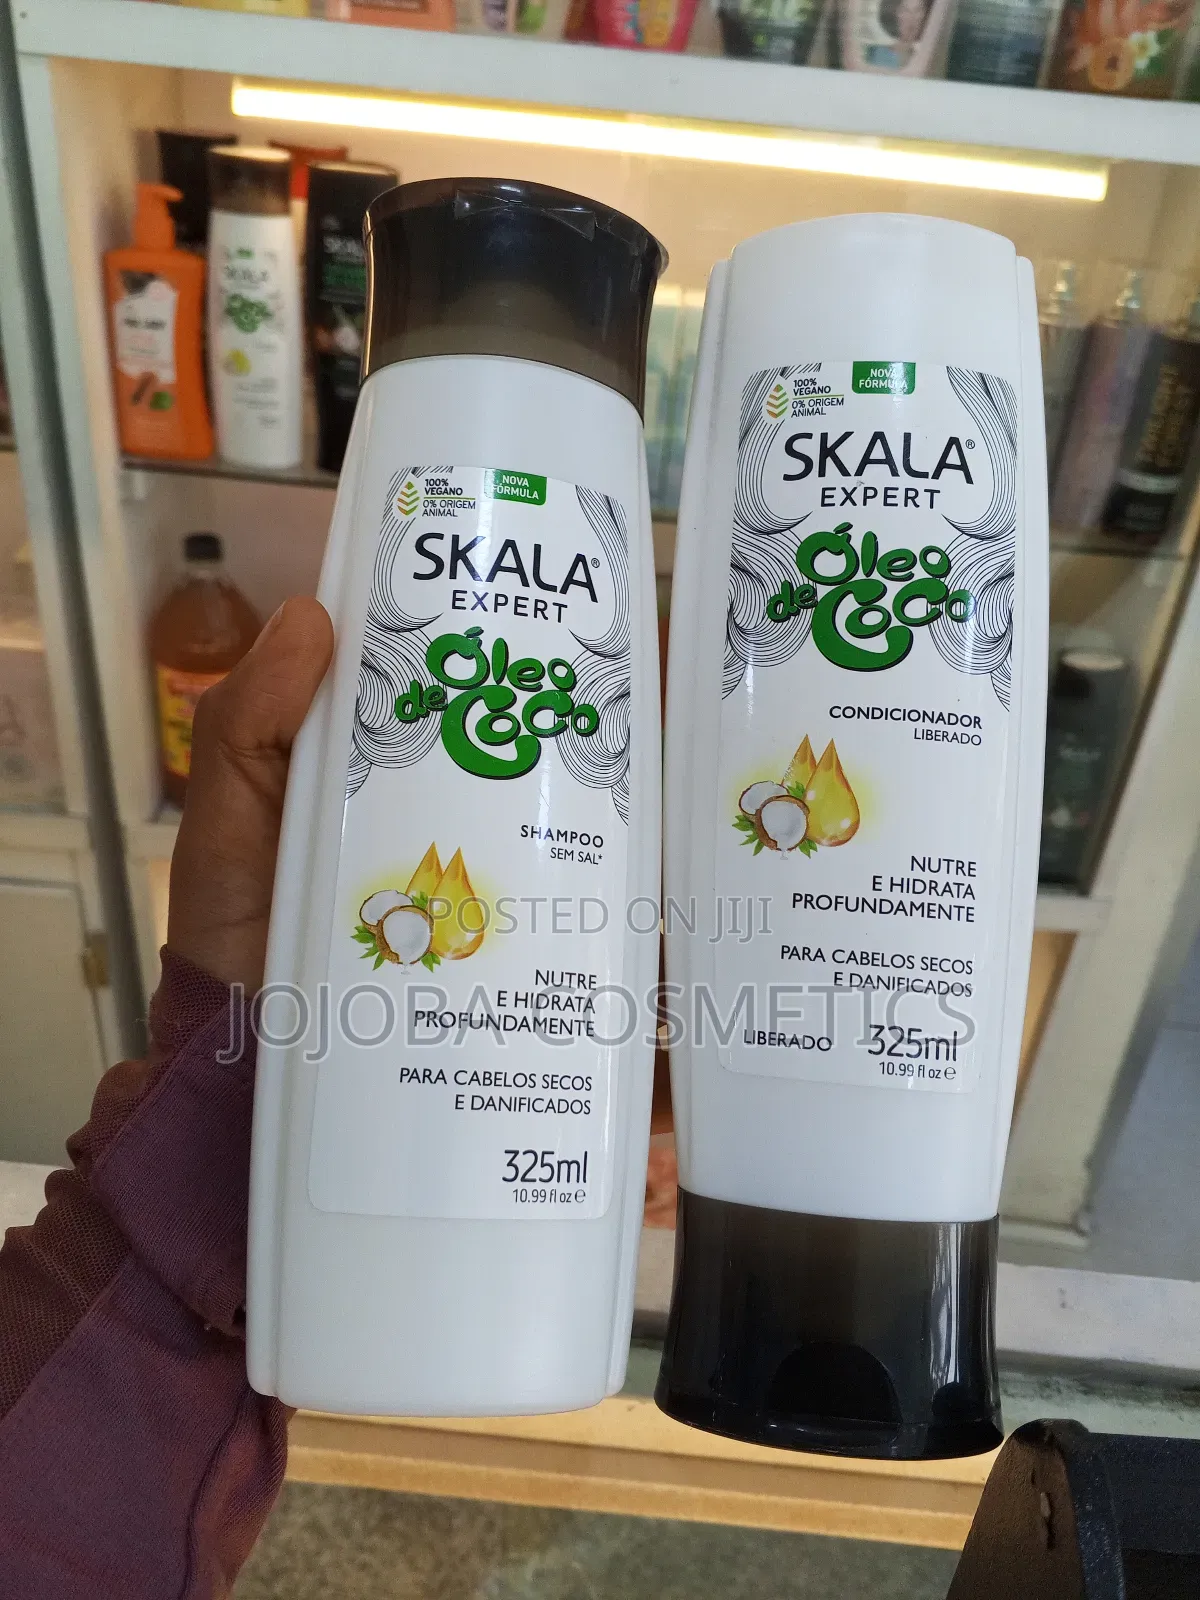 100%
VEGANO
0% ORIGEM
ANIMAL
NOVA
FÓRMULA
SKALA®
EXPERT
Óleo
de Coco
SHAMPOO
SEM SAL*
NUTRE
E HIDRATA
PROFUNDAMENTE
PARA CABELOS SECOS
E DANIFICADOS
325ml
10.99 fl oz e
100%
VEGANO
0% ORIGEM
ANIMAL
NOVA
FÓRMULA
SKALA®
EXPERT
Óleo
de Coco
CONDICIONADOR
LIBERADO
NUTRE
E HIDRATA
PROFUNDAMENTE
PARA CABELOS SECOS
E DANIFICADOS
LIBERADO 325ml
10.99 fl oz e
POSTED ON JIJI
JOJOBA COSMETICS
SKALA